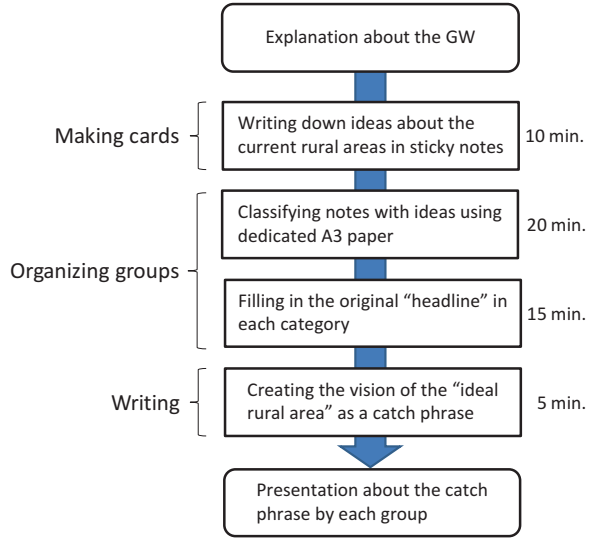 Explanation about the GW
Making cards
Writing down ideas about the
current rural areas in sticky notes
10 min.
Organizing groups
Classifying notes with ideas using
dedicated A3 paper
20 min.
Filling in the original “headline” in
each category
15 min.
Writing
Creating the vision of the “ideal
rural area” as a catch phrase
5 min.
Presentation about the catch
phrase by each group